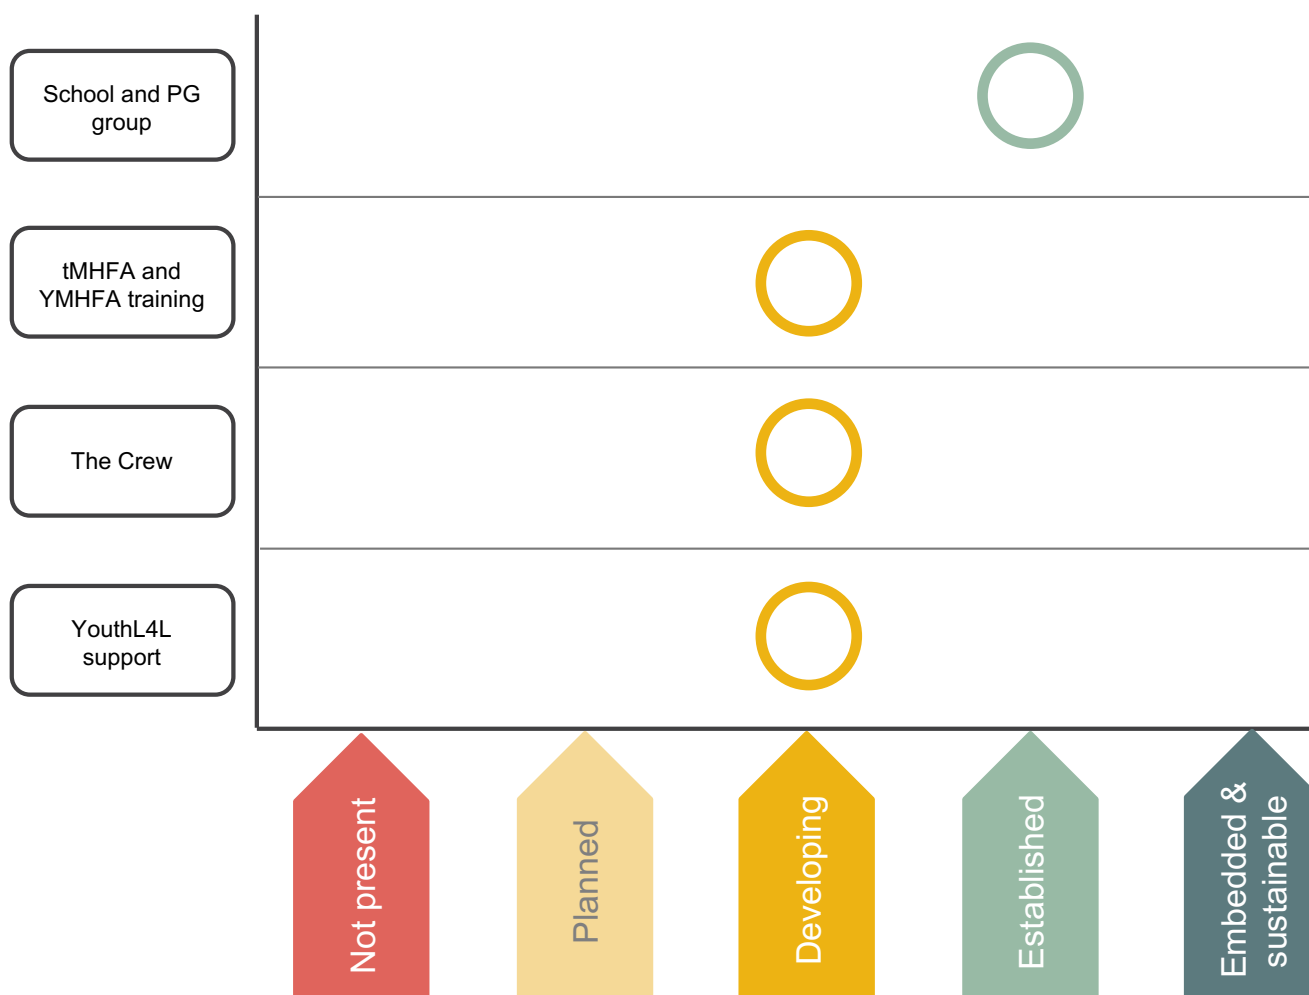 School and PG
group
tMHFA and
YMHFA training
The Crew
YouthL4L
support
Not present
Planned
Developing
Established
Embedded &
sustainable